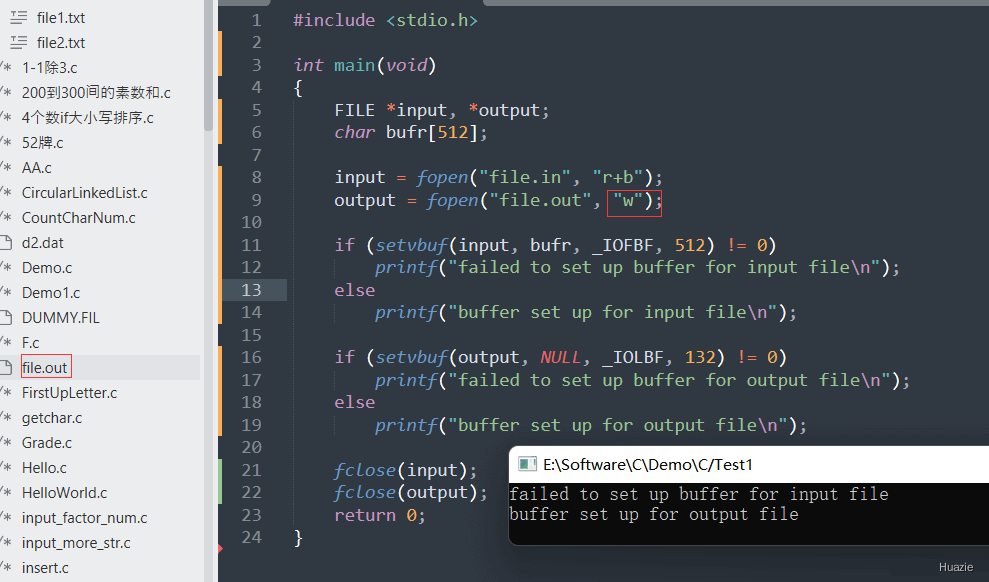 file1.txt
file2.txt
1-1除3.c
200到300间的素数和.c
4个数if大小写排序.c
52牌.c
AA.c
CircularLinkedList.c
CountCharNum.c
d2.dat
Demo.c
Demo1.c
DUMMY.FIL
F.c
file.out
FirstUpLetter.c
getchar.c
Grade.c
Hello.c
HelloWorld.c
input_factor_num.c
input_more_str.c
insert.c
1 #include <stdio.h>
2
3 int main(void)
4 {
5 FILE *input, *output;
6 char bufr[512];
7
8 input = fopen("file.in", "r+b");
9 output = fopen("file.out", "w");
10
11 if (setvbuf(input, bufr, _IOFBF, 512) != 0)
12 printf("failed to set up buffer for input file\n");
13 else
14 printf("buffer set up for input file\n");
15
16 if (setvbuf(output, NULL, _IOLBF, 132) != 0)
17 printf("failed to set up buffer for output file\n");
18 else
19 printf("buffer set up for output file\n");
20
21 fclose(input);
22 fclose(output);
23 return 0;
24 }
E:\Software\C\Demo\C/Test1
failed to set up buffer for input file
buffer set up for output file
Huazie